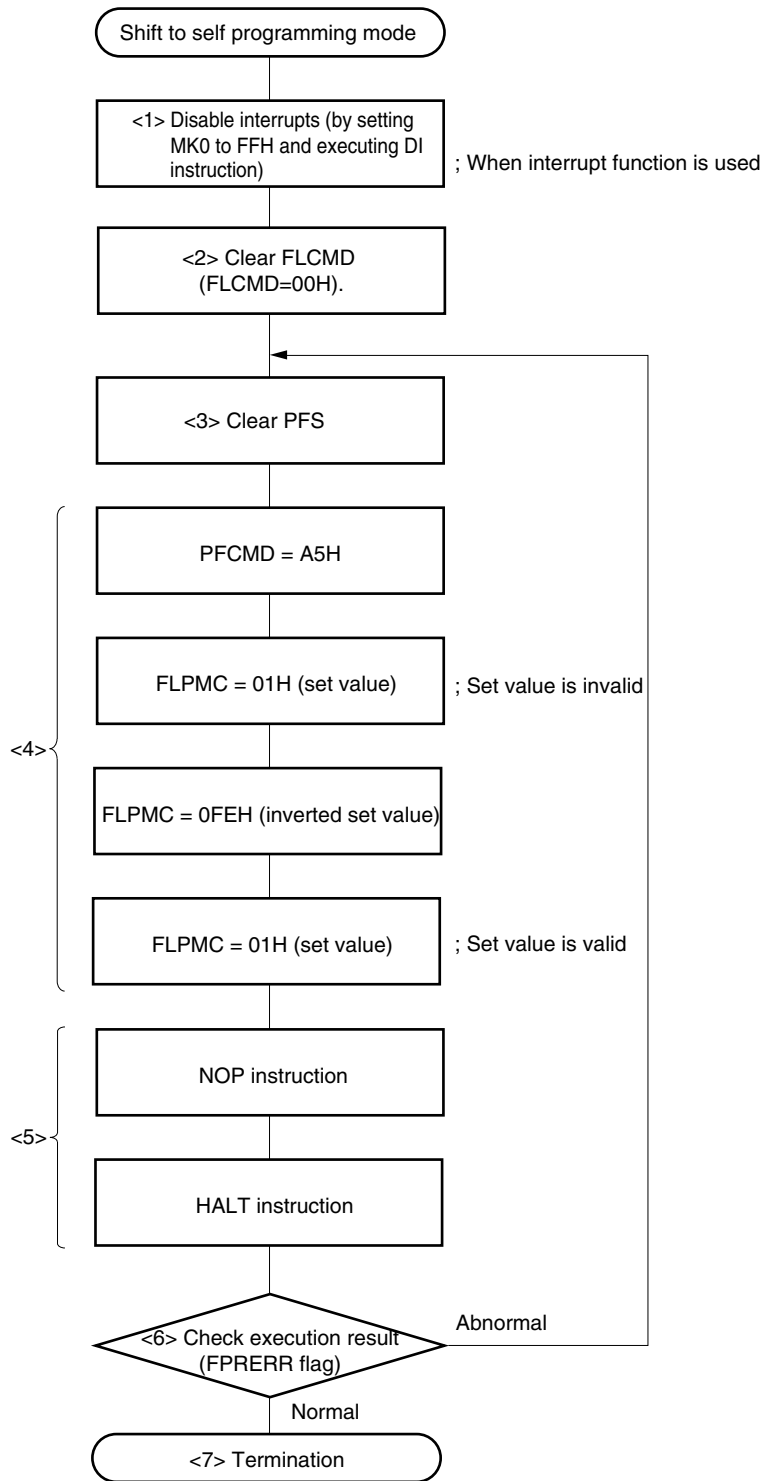 Shift to self programming mode
<1> Disable interrupts (by setting
MK0 to FFH and executing DI
instruction)
; When interrupt function is used
<2> Clear FLCMD
(FLCMD=00H).
<3> Clear PFS
PFCMD = A5H
FLPMC = 01H (set value)
; Set value is invalid
<4>
FLPMC = 0FEH (inverted set value)
FLPMC = 01H (set value)
; Set value is valid
NOP instruction
<5>
HALT instruction
<6> Check execution result
(FPRERR flag)
Abnormal
Normal
<7> Termination